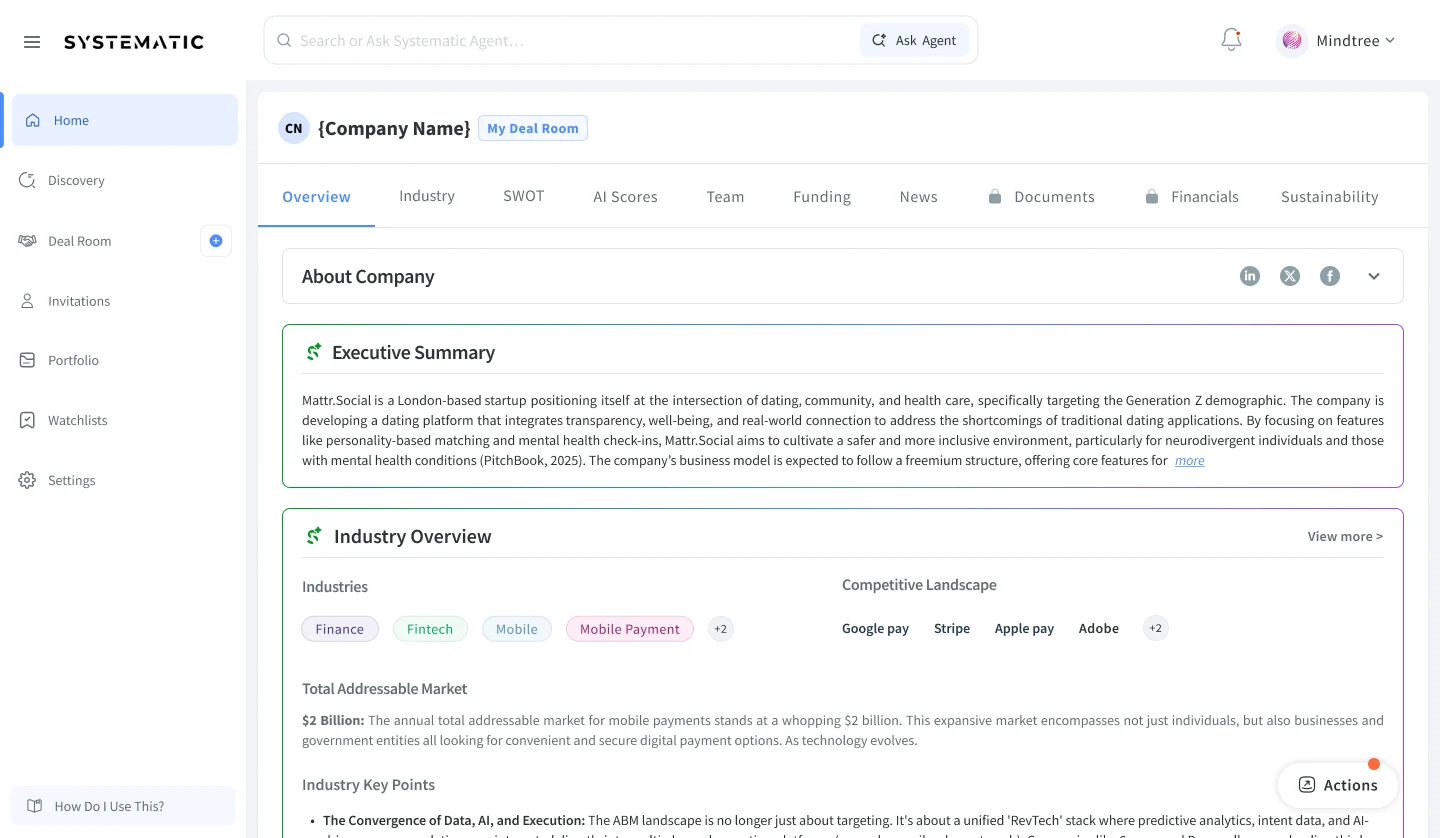 SYSTEMATIC
Search or Ask Systematic Agent...
Ask Agent
Mindtree
Home
Discovery
Deal Room
Invitations
Portfolio
Watchlists
Settings
How Do I Use This?
CN {Company Name} My Deal Room
Overview Industry SWOT AI Scores Team Funding News Documents Financials Sustainability
About Company
in X f
Executive Summary
Mattr.Social is a London-based startup positioning itself at the intersection of dating, community, and health care, specifically targeting the Generation Z demographic. The company is
developing a dating platform that integrates transparency, well-being, and real-world connection to address the shortcomings of traditional dating applications. By focusing on features
like personality-based matching and mental health check-ins, Mattr.Social aims to cultivate a safer and more inclusive environment, particularly for neurodivergent individuals and those
with mental health conditions (PitchBook, 2025). The company's business model is expected to follow a freemium structure, offering core features for more
Industry Overview
View more >
Industries
Finance Fintech Mobile Mobile Payment +2
Competitive Landscape
Google pay Stripe Apple pay Adobe +2
Total Addressable Market
$2 Billion: The annual total addressable market for mobile payments stands at a whopping $2 billion. This expansive market encompasses not just individuals, but also businesses and
government entities all looking for convenient and secure digital payment options. As technology evolves.
Industry Key Points
• The Convergence of Data, AI, and Execution: The ABM landscape is no longer just about targeting. It's about a unified 'RevTech' stack where predictive analytics, intent data, and AI-
Actions